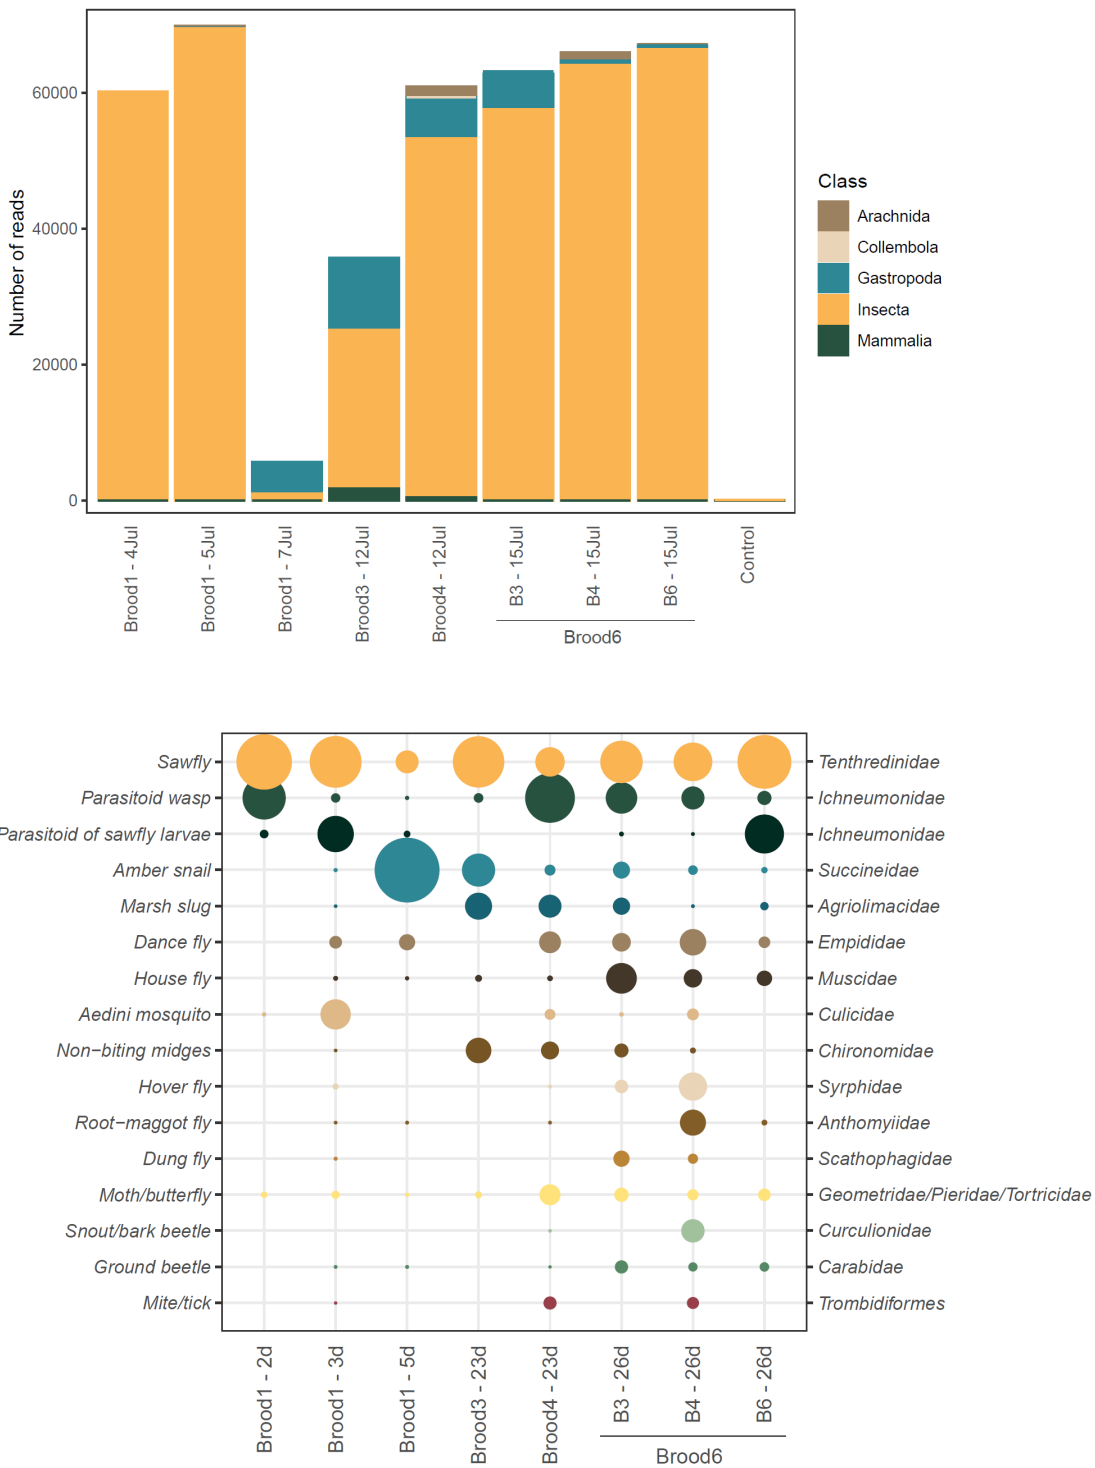 Number of reads
60000
40000
20000
0
Brood1 - 4Jul
Brood1 - 5Jul
Brood1 - 7Jul
Brood3 - 12Jul
Brood4 - 12Jul
B3 - 15Jul
B4 - 15Jul
B6 - 15Jul
Control
Brood6
Class
Arachnida
Collembola
Gastropoda
Insecta
Mammalia
Sawfly Tenthredinidae
Parasitoid wasp Ichneumonidae
Parasitoid of sawfly larvae Ichneumonidae
Amber snail Succineidae
Marsh slug Agriolimacidae
Dance fly Empididae
House fly Muscidae
Aedini mosquito Culicidae
Non−biting midges Chironomidae
Hover fly Syrphidae
Root−maggot fly Anthomyiidae
Dung fly Scathophagidae
Moth/butterfly Geometridae/Pieridae/Tortricidae
Snout/bark beetle Curculionidae
Ground beetle Carabidae
Mite/tick Trombidiformes
Brood1 - 2d
Brood1 - 3d
Brood1 - 5d
Brood3 - 23d
Brood4 - 23d
B3 - 26d
B4 - 26d
B6 - 26d
Brood6